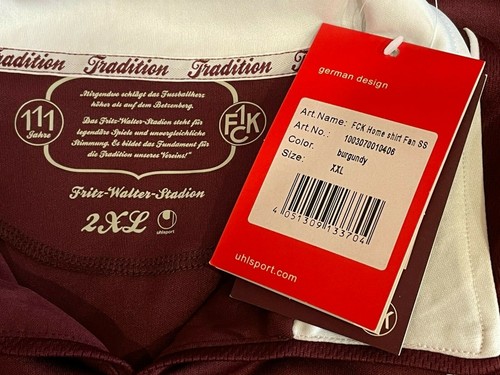 Tradition Tradition Tradition Tradition
Nirgendwo schlägt das Fussballherz
höher als auf dem Betzenberg.
111
Jahre
F1CK
Das Fritz-Walter-Stadion steht für
legendäre Spiele und unvergleichliche
Stimmung. Es bildet das Fundament für
die Tradition unseres Vereins!"
Fritz-Walter-Stadion
2XL
uhlsport
german design
Art.Name: FCK Home shirt Fan SS
Art.No.: 1003070010406
Color: burgundy
Size: XXL
4051309133704
uhlsport.com
K